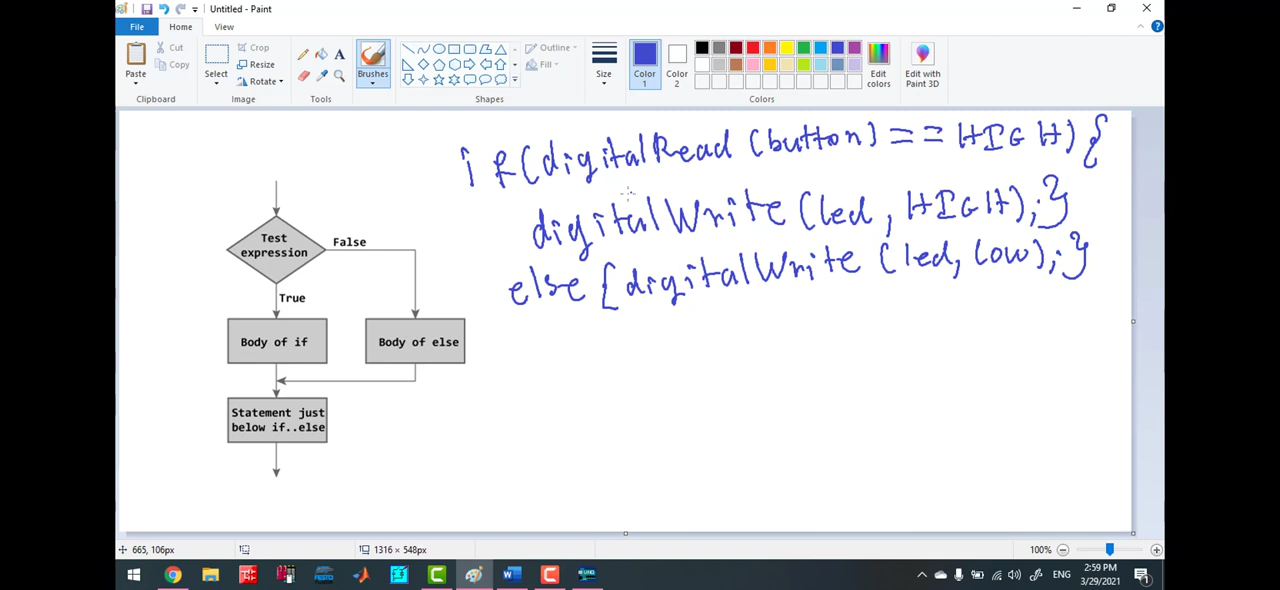 Untitled - Paint
File
Home
View
Paste
Cut
Copy
Clipboard
Select
Crop
Resize
Rotate
Image
Tools
Brushes
Shapes
Outline
Fill
Size
Color
1
Color
2
Colors
Edit
colors
Edit with
Paint 3D
if(digitalRead (button) == HIGH) {
digitalWrite (led, HIGH);}
else {digitalWrite (led, low);}
Test
expression
False
True
Body of if
Body of else
Statement just
below if..else
665, 106px
1316 × 548px
100%
ENG
2:59 PM
3/29/2021